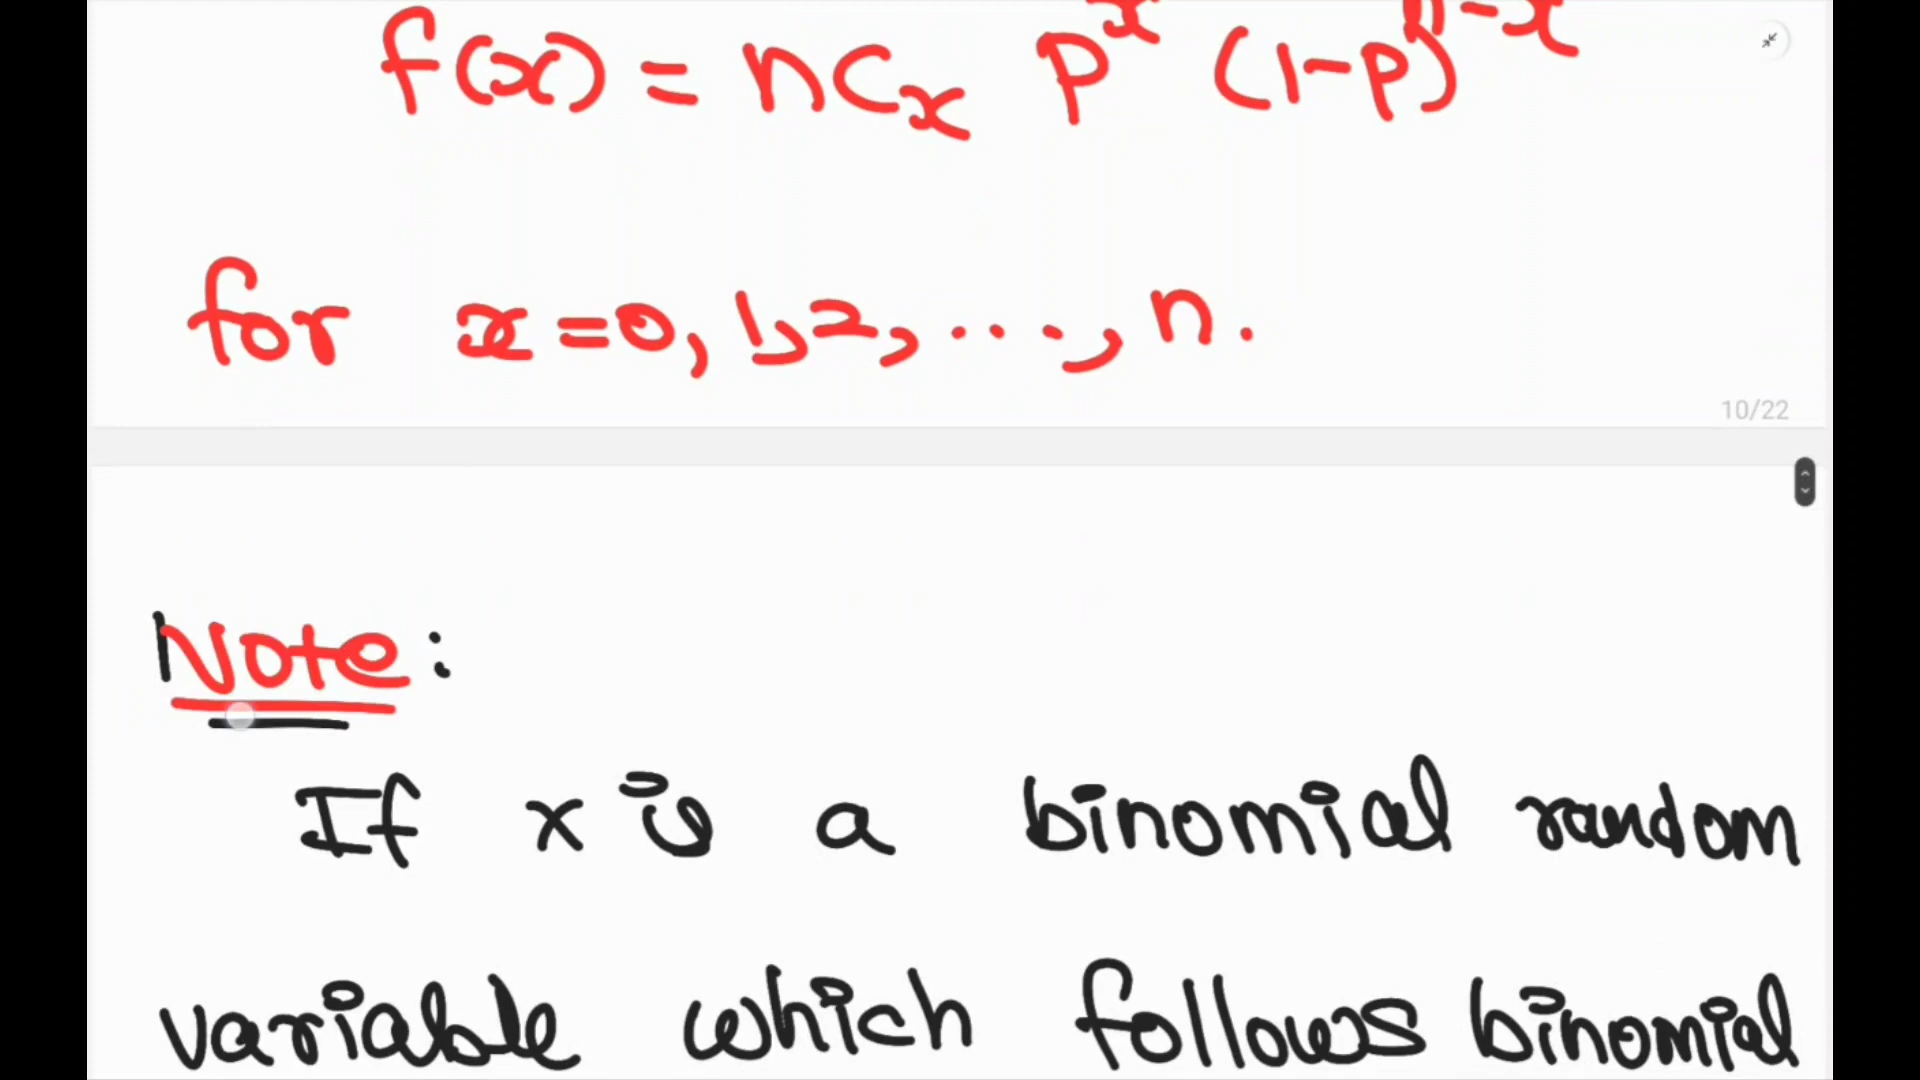 f(x) = nCx p^x (1-p)^n-x
for x=0,1,2,...,n.
10/22
Note:
If x is a binomial random
variable which follows binomial